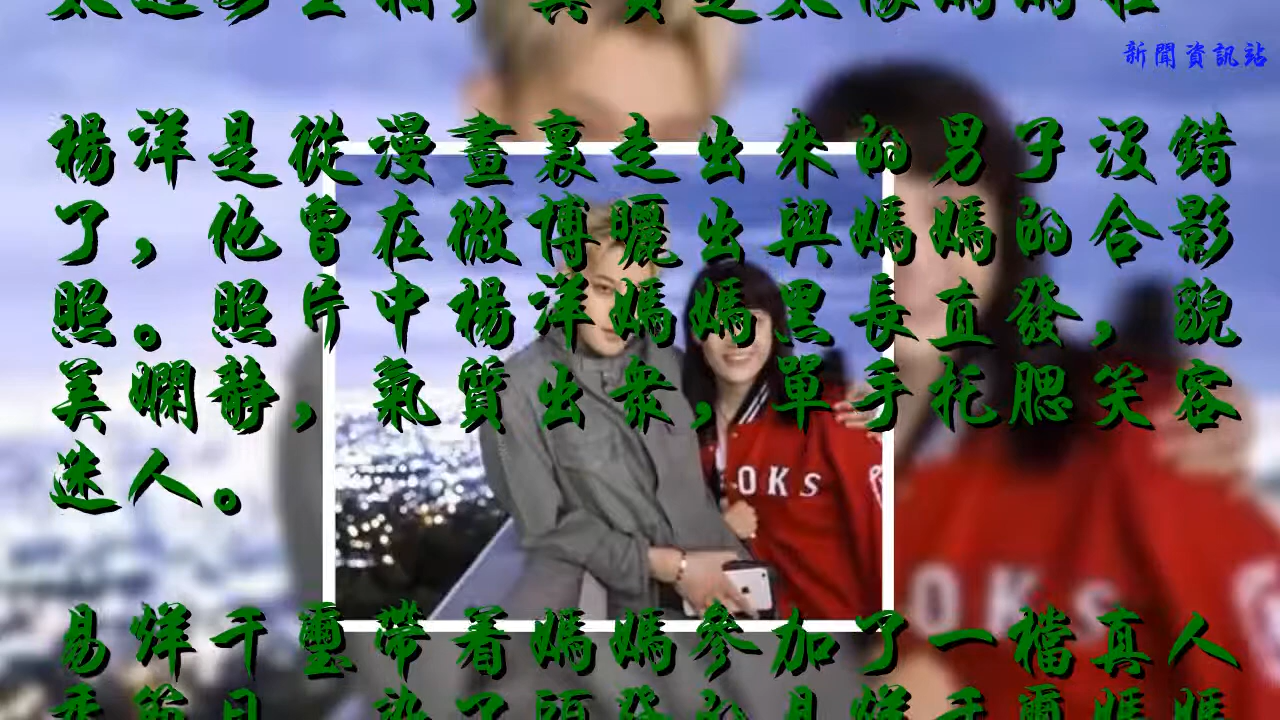 新聞資訊站
楊洋是從漫畫裏走出來的男子沒錯
了，他曾在微博曬出與媽媽的合影
照。照片中楊洋媽媽黑長直發，貌
美嫻靜，氣質出衆，單手托腮笑容
迷人。
OKS
易烊千璽帶着媽媽參加了一檔真人